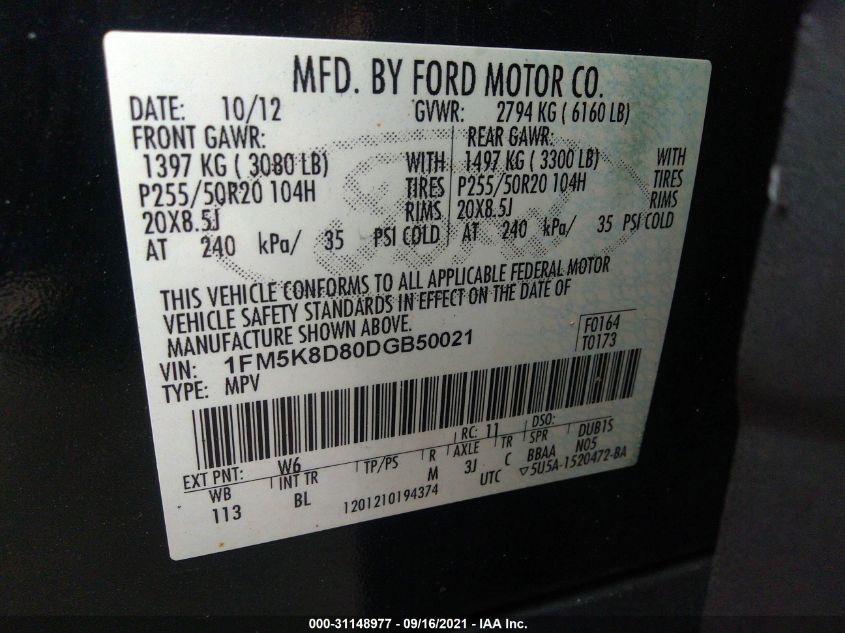 MFD. BY FORD MOTOR CO.
DATE: 10/12 GVWR: 2794 KG ( 6160 LB)
FRONT GAWR: REAR GAWR:
1397 KG ( 3080 LB) WITH 1497 KG ( 3300 LB) WITH
P255/50R20 104H TIRES P255/50R20 104H TIRES
20X8.5J RIMS 20X8.5J RIMS
AT 240 kPa/ 35 PSI COLD AT 240 kPa/ 35 PSI COLD
THIS VEHICLE CONFORMS TO ALL APPLICABLE FEDERAL MOTOR
VEHICLE SAFETY STANDARDS IN EFFECT ON THE DATE OF
MANUFACTURE SHOWN ABOVE.
F0164
VIN: 1FM5K8D80DGB50021
T0173
TYPE: MPV
EXT PNT: W6 RC: 11 DSO:
WB INT TR TP/PS R AXLE TR SPR DUB1S
113 BL M 3J C BBAA N05
1201210194374 UTC ▽5U5A-1520472-BA
000-31148977 - 09/16/2021 - IAA Inc.